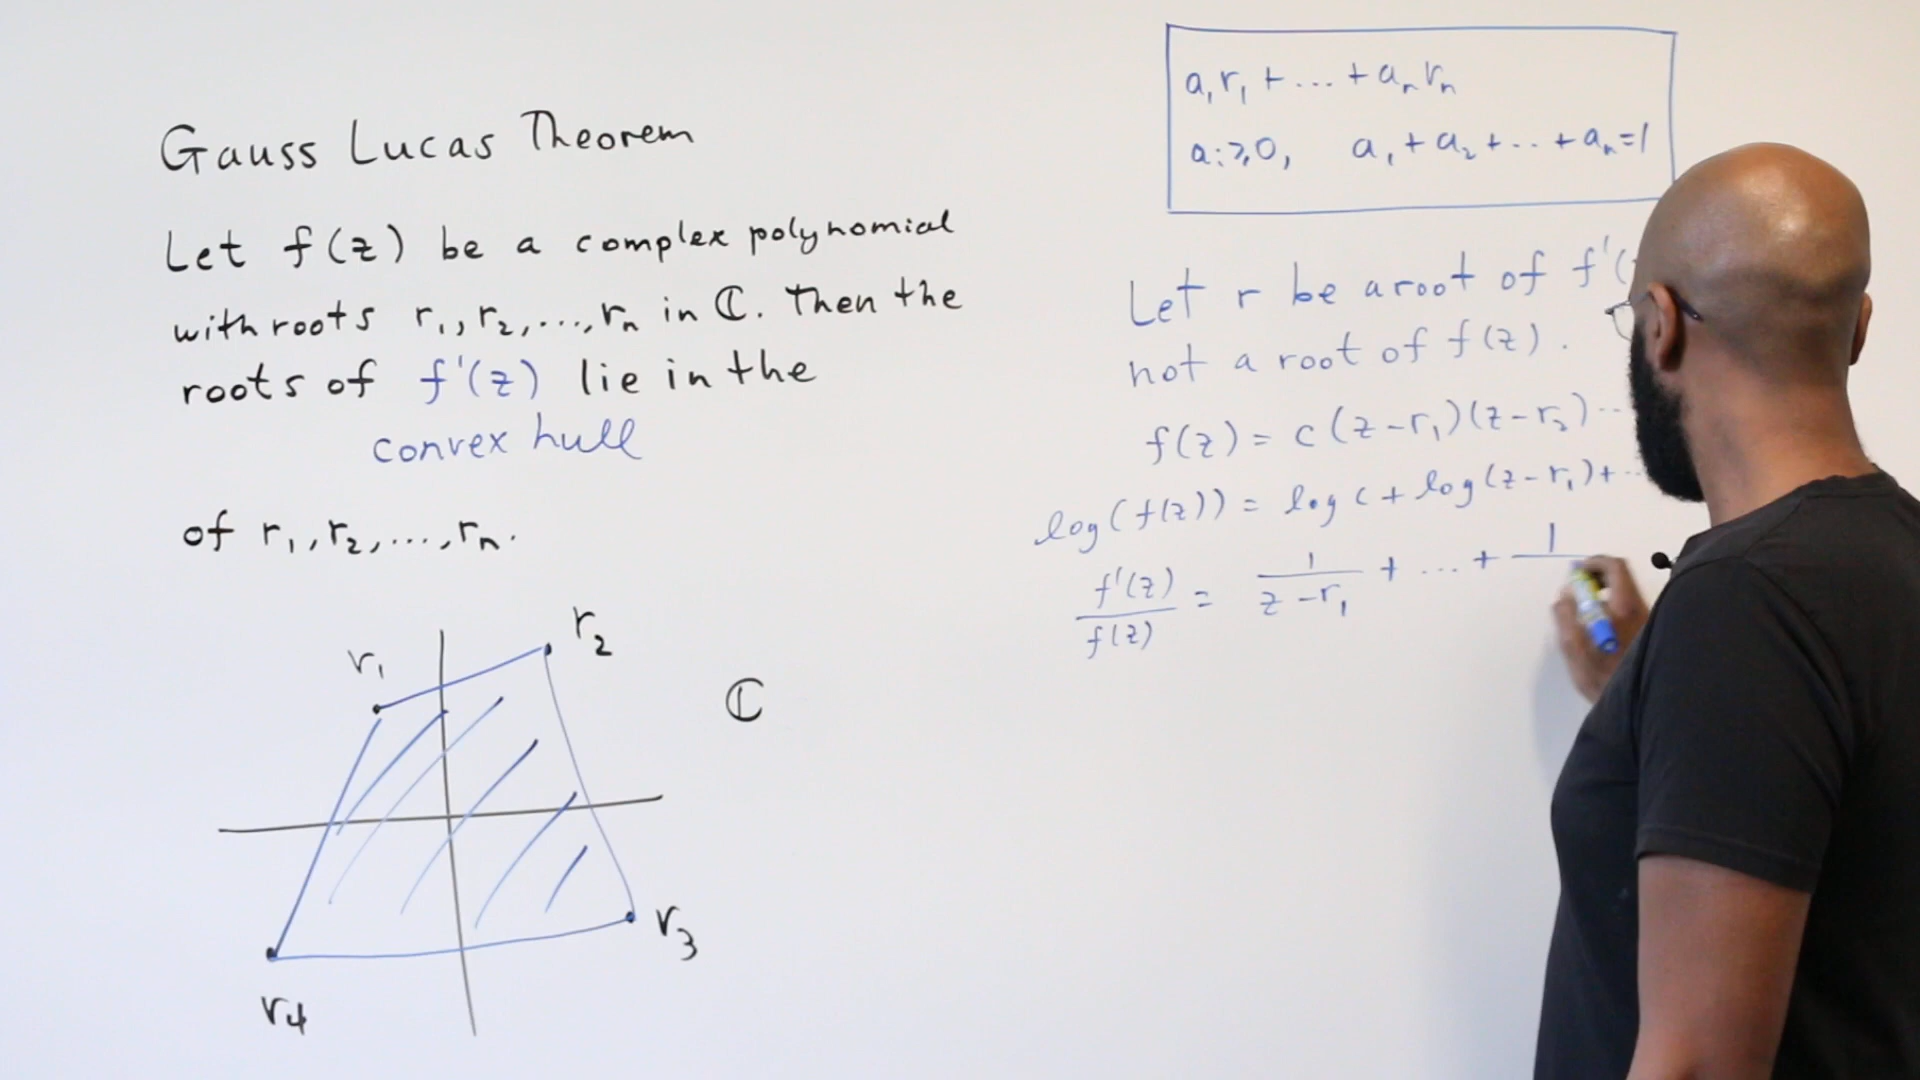 Gauss Lucas Theorem
Let f(z) be a complex polynomial
with roots r₁, r₂, ..., rₙ in ℂ. Then the
roots of f'(z) lie in the
convex hull
of r₁, r₂, ..., rₙ.
r₁
r₂
ℂ
r₃
r₄
a₁r₁ + ... + aₙrₙ
aᵢ ≥ 0, a₁ + a₂ + ... + aₙ = 1
Let r be a root of f'(
not a root of f(z).
f(z) = c(z-r₁)(z-r₂)...
log(f(z)) = log c + log(z-r₁)+...
f'(z)/f(z) = 1/(z-r₁) + ... + 1/